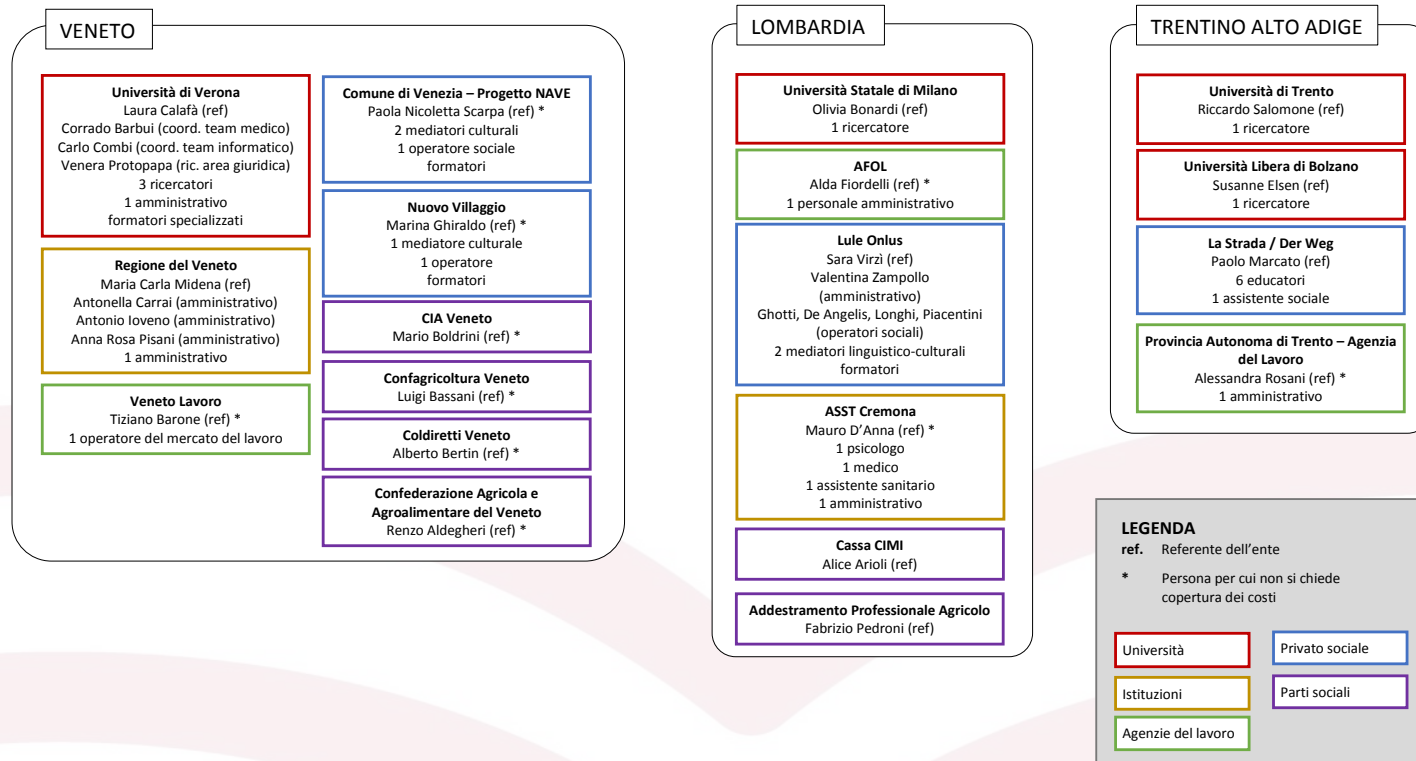 VENETO
Università di Verona
Laura Calafà (ref)
Corrado Barbui (coord. team medico)
Carlo Combi (coord. team informatico)
Venera Protopapa (ric. area giuridica)
3 ricercatori
1 amministrativo
formatori specializzati
Regione del Veneto
Maria Carla Midena (ref)
Antonella Carrai (amministrativo)
Antonio Ioveno (amministrativo)
Anna Rosa Pisani (amministrativo)
1 amministrativo
Veneto Lavoro
Tiziano Barone (ref) *
1 operatore del mercato del lavoro
Comune di Venezia – Progetto NAVE
Paola Nicoletta Scarpa (ref) *
2 mediatori culturali
1 operatore sociale
formatori
Nuovo Villaggio
Marina Ghiraldo (ref) *
1 mediatore culturale
1 operatore
formatori
CIA Veneto
Mario Boldrini (ref) *
Confagricoltura Veneto
Luigi Bassani (ref) *
Coldiretti Veneto
Alberto Bertin (ref) *
Confederazione Agricola e
Agroalimentare del Veneto
Renzo Aldegheri (ref) *
LOMBARDIA
Università Statale di Milano
Olivia Bonardi (ref)
1 ricercatore
AFOL
Alda Fiordelli (ref) *
1 personale amministrativo
Lule Onlus
Sara Virzì (ref)
Valentina Zampollo
(amministrativo)
Ghotti, De Angelis, Longhi, Piacentini
(operatori sociali)
2 mediatori linguistico-culturali
formatori
ASST Cremona
Mauro D’Anna (ref) *
1 psicologo
1 medico
1 assistente sanitario
1 amministrativo
Cassa CIMI
Alice Arioli (ref)
Addestramento Professionale Agricolo
Fabrizio Pedroni (ref)
TRENTINO ALTO ADIGE
Università di Trento
Riccardo Salomone (ref)
1 ricercatore
Università Libera di Bolzano
Susanne Elsen (ref)
1 ricercatore
La Strada / Der Weg
Paolo Marcato (ref)
6 educatori
1 assistente sociale
Provincia Autonoma di Trento – Agenzia
del Lavoro
Alessandra Rosani (ref) *
1 amministrativo
LEGENDA
ref. Referente dell’ente
* Persona per cui non si chiede
copertura dei costi
Università
Privato sociale
Istituzioni
Parti sociali
Agenzie del lavoro